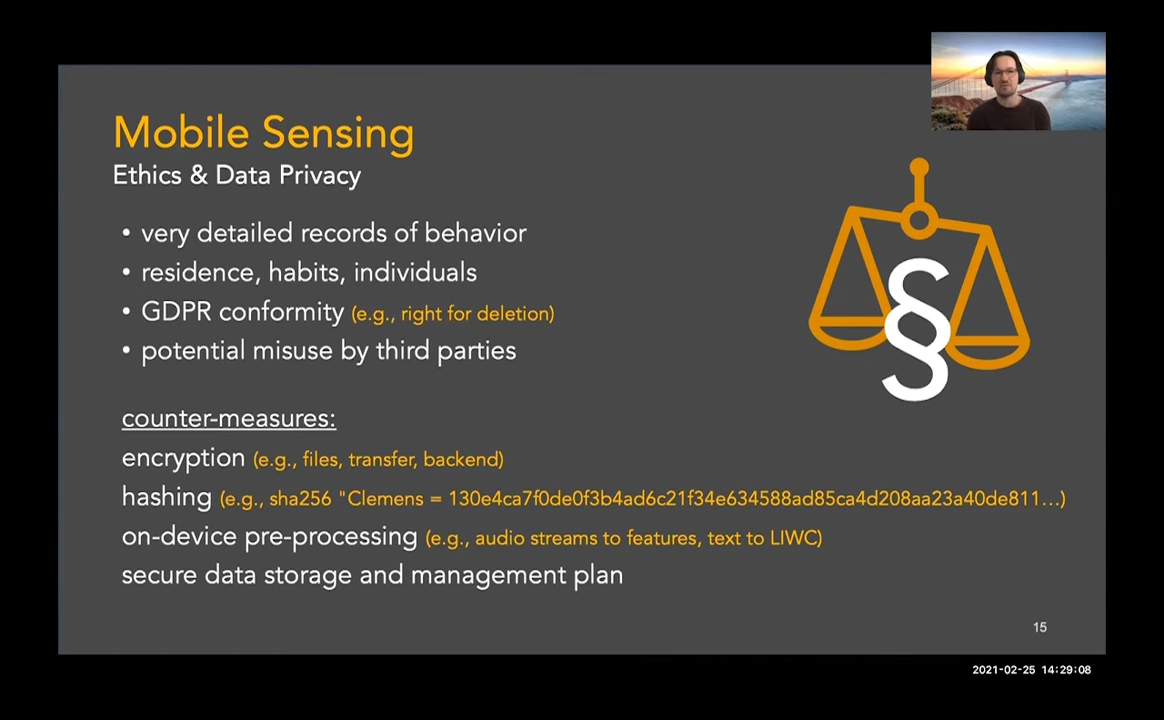 Mobile Sensing
Ethics & Data Privacy
• very detailed records of behavior
• residence, habits, individuals
• GDPR conformity (e.g., right for deletion)
• potential misuse by third parties
§
counter-measures:
encryption (e.g., files, transfer, backend)
hashing (e.g., sha256 "Clemens = 130e4ca7f0de0f3b4ad6c21f34e634588ad85ca4d208aa23a40de811…)
on-device pre-processing (e.g., audio streams to features, text to LIWC)
secure data storage and management plan
15
2021-02-25 14:29:08